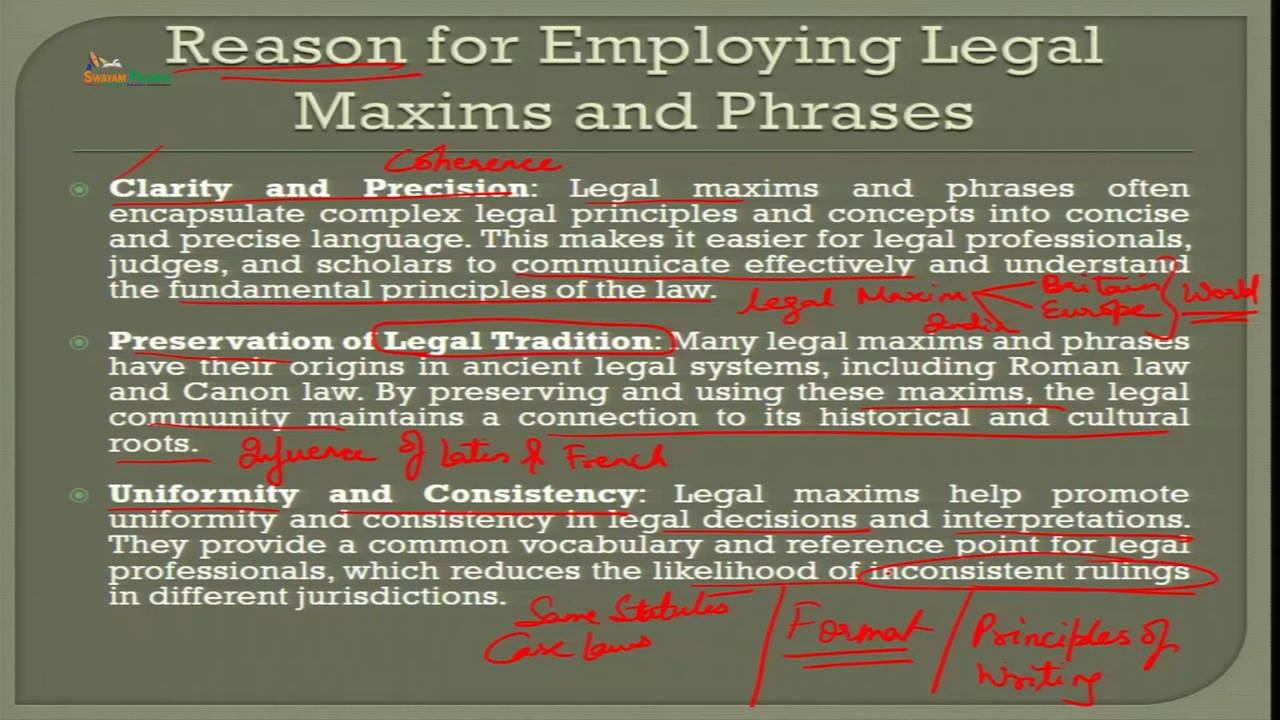 Reason for Employing Legal
Maxims and Phrases
SWAYAM PRABHA
Coherence
Clarity and Precision: Legal maxims and phrases often
encapsulate complex legal principles and concepts into concise
and precise language. This makes it easier for legal professionals,
judges, and scholars to communicate effectively and understand
the fundamental principles of the law.
Legal Maxim Britain
Europe
India
World
Preservation of Legal Tradition: Many legal maxims and phrases
have their origins in ancient legal systems, including Roman law
and Canon law. By preserving and using these maxims, the legal
community maintains a connection to its historical and cultural
roots.
Influence of Latin & French
Uniformity and Consistency: Legal maxims help promote
uniformity and consistency in legal decisions and interpretations.
They provide a common vocabulary and reference point for legal
professionals, which reduces the likelihood of inconsistent rulings
in different jurisdictions.
Same Statutes
Case Laws
Format
Principles of
Writing